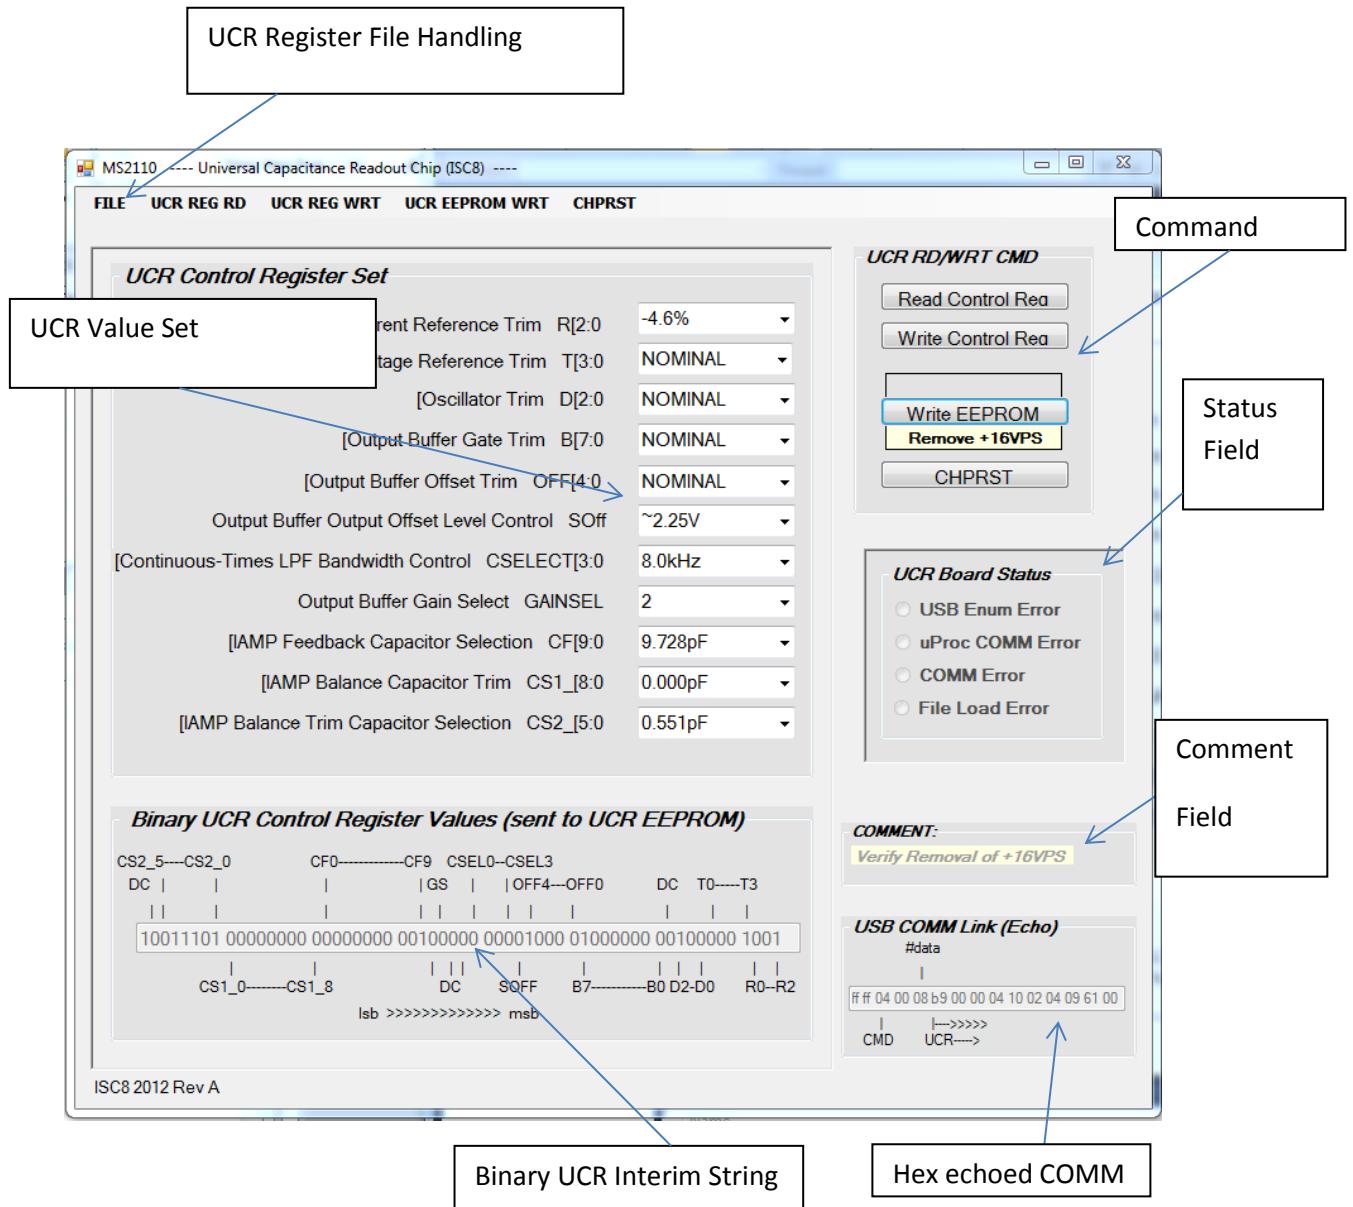 UCR Register File Handling
MS2110 ---- Universal Capacitance Readout Chip (ISC8) ----
FILE UCR REG RD UCR REG WRT UCR EEPROM WRT CHPRST
Command
UCR Control Register Set
UCR Value Set
rent Reference Trim R[2:0 -4.6%
tage Reference Trim T[3:0 NOMINAL
[Oscillator Trim D[2:0 NOMINAL
[Output Buffer Gate Trim B[7:0 NOMINAL
[Output Buffer Offset Trim OFF[4:0 NOMINAL
Output Buffer Output Offset Level Control SOff ~2.25V
[Continuous-Times LPF Bandwidth Control CSELECT[3:0 8.0kHz
Output Buffer Gain Select GAINSEL 2
[IAMP Feedback Capacitor Selection CF[9:0 9.728pF
[IAMP Balance Capacitor Trim CS1_[8:0 0.000pF
[IAMP Balance Trim Capacitor Selection CS2_[5:0 0.551pF
UCR RD/WRT CMD
Read Control Reg
Write Control Reg
Write EEPROM
Remove +16VPS
CHPRST
Status
Field
UCR Board Status
USB Enum Error
uProc COMM Error
COMM Error
File Load Error
Comment
Field
Binary UCR Control Register Values (sent to UCR EEPROM)
CS2_5----CS2_0 CF0-------------CF9 CSEL0--CSEL3
DC | | | | GS | | OFF4---OFF0 DC T0-----T3
| | | | | | | | | | | | |
10011101 00000000 00000000 00100000 00001000 01000000 00100000 1001
| | | | | | | | | | | |
CS1_0--------CS1_8 DC SOFF B7-----------B0 D2-D0 R0--R2
lsb >>>>>>>>>>>>> msb
COMMENT:
Verify Removal of +16VPS
USB COMM Link (Echo)
#data
|
ff ff 04 00 08 b9 00 00 04 10 02 04 09 61 00
| |---->>>>>
CMD UCR----->
ISC8 2012 Rev A
Binary UCR Interim String
Hex echoed COMM